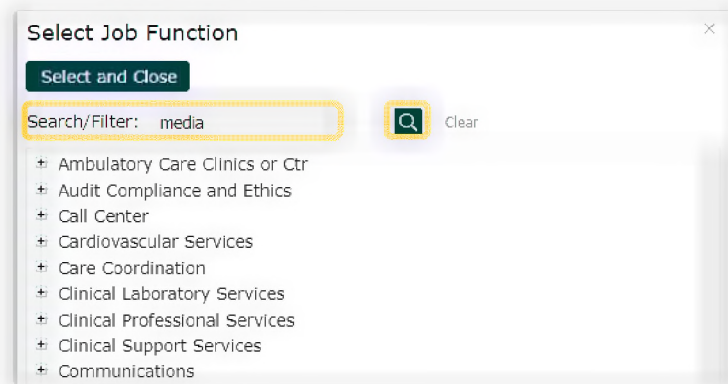 Select Job Function
Select and Close
Search/Filter: media Clear
Ambulatory Care Clinics or Ctr
Audit Compliance and Ethics
Call Center
Cardiovascular Services
Care Coordination
Clinical Laboratory Services
Clinical Professional Services
Clinical Support Services
Communications